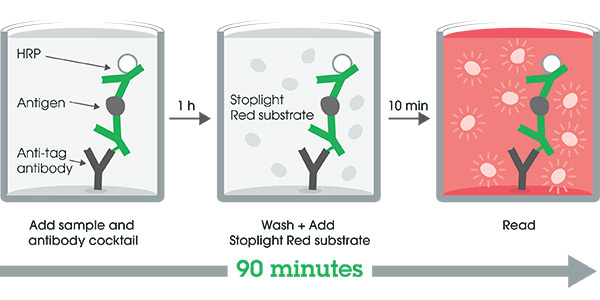 HRP
Antigen
Anti-tag
antibody
1 h
Stoplight
Red substrate
10 min
Add sample and
antibody cocktail
Wash + Add
Stoplight Red substrate
Read
90 minutes